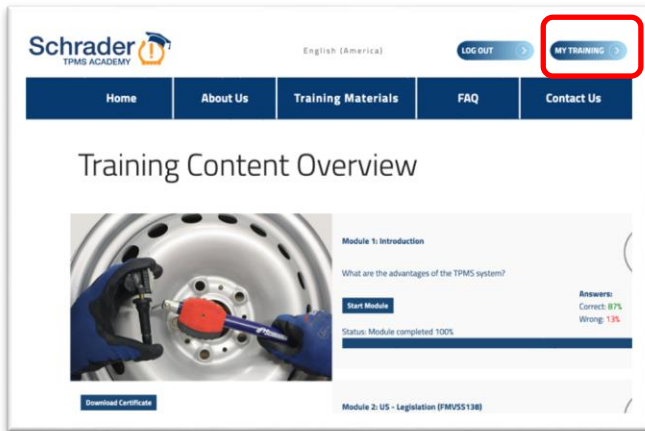 Schrader
TPMS ACADEMY
English (America)
LOG OUT
MY TRAINING
Home
About Us
Training Materials
FAQ
Contact Us
Training Content Overview
Module 1: Introduction
What are the advantages of the TPMS system?
Start Module
Answers:
Correct: 87%
Wrong: 13%
Status: Module completed 100%
Download Certificate
Module 2: US - Legislation (FMVSS138)